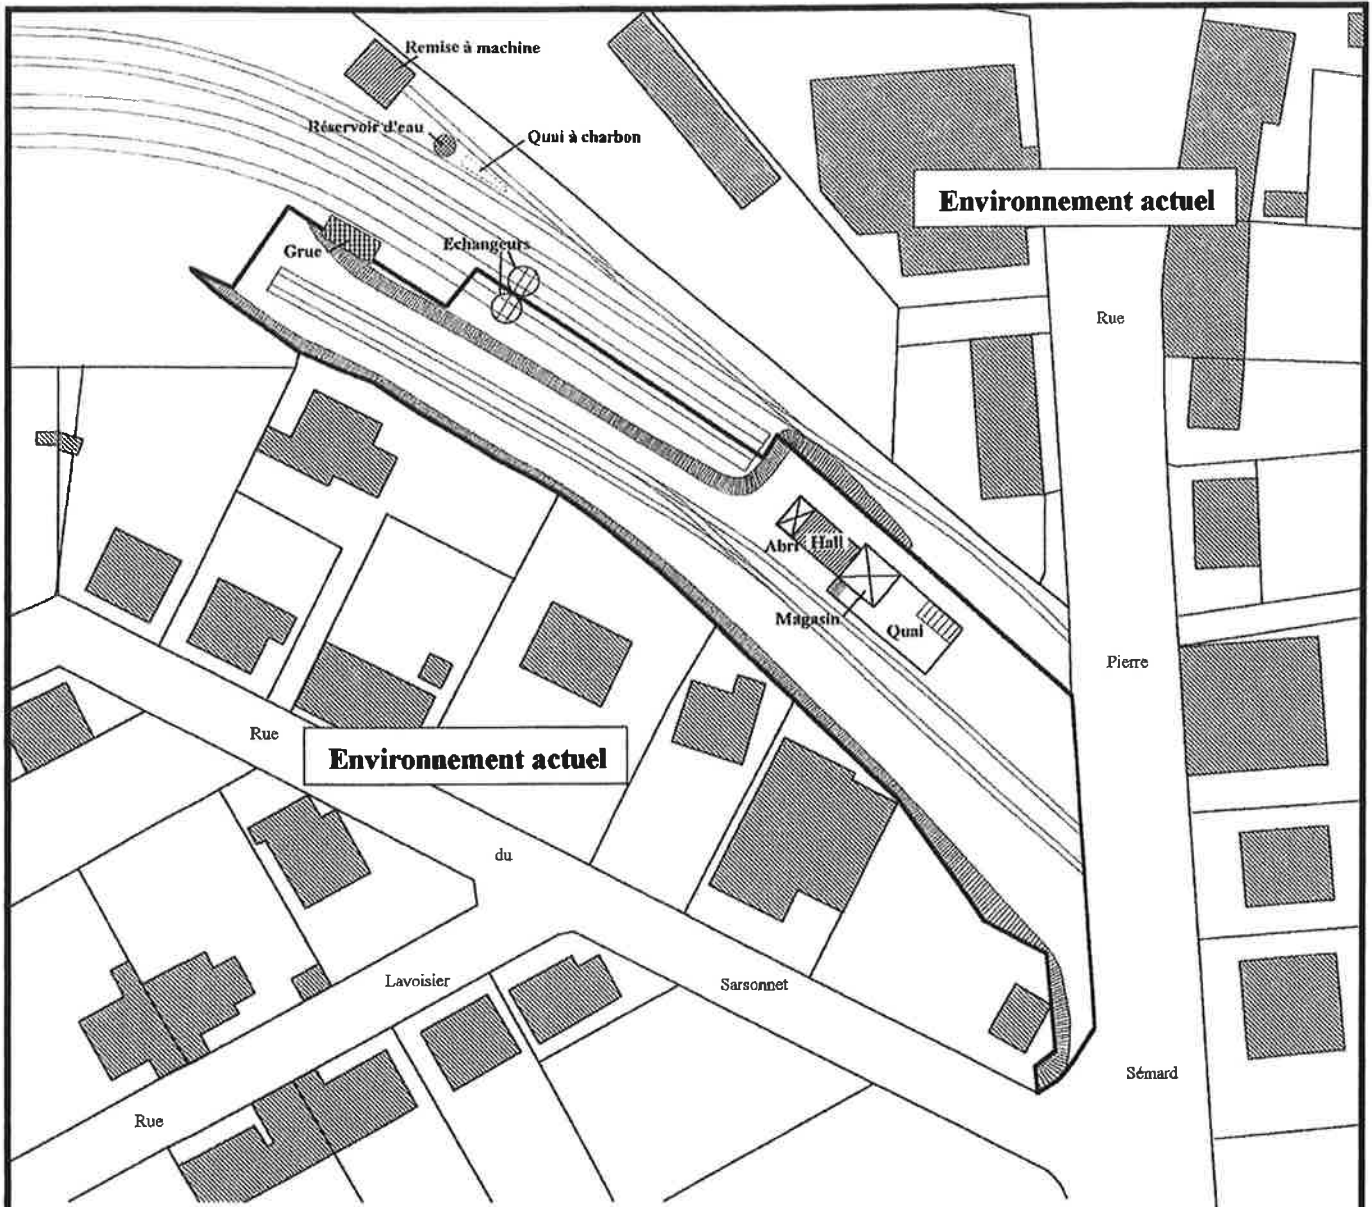 Remise à machine
Réservoir d'eau
Quai à charbon
Environnement actuel
Grue
Echangeurs
Rue
Abri
Hall
Magasin
Quai
Pierre
Rue
Environnement actuel
du
Lavoisier
Sarsonnet
Sémard
Rue